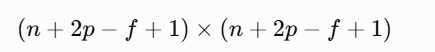 (n + 2p − f + 1) × (n + 2p − f + 1)